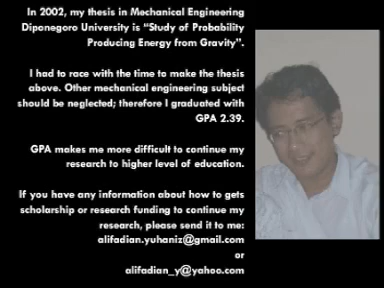 In 2002, my thesis in Mechanical Engineering
Diponegoro University is “Study of Probability
Producing Energy from Gravity”.
I had to race with the time to make the thesis
above. Other mechanical engineering subject
should be neglected; therefore I graduated with
GPA 2.39.
GPA makes me more difficult to continue my
research to higher level of education.
If you have any information about how to gets
scholarship or research funding to continue my
research, please send it to me:
alifadian.yuhaniz@gmail.com
or
alifadian_y@yahoo.com